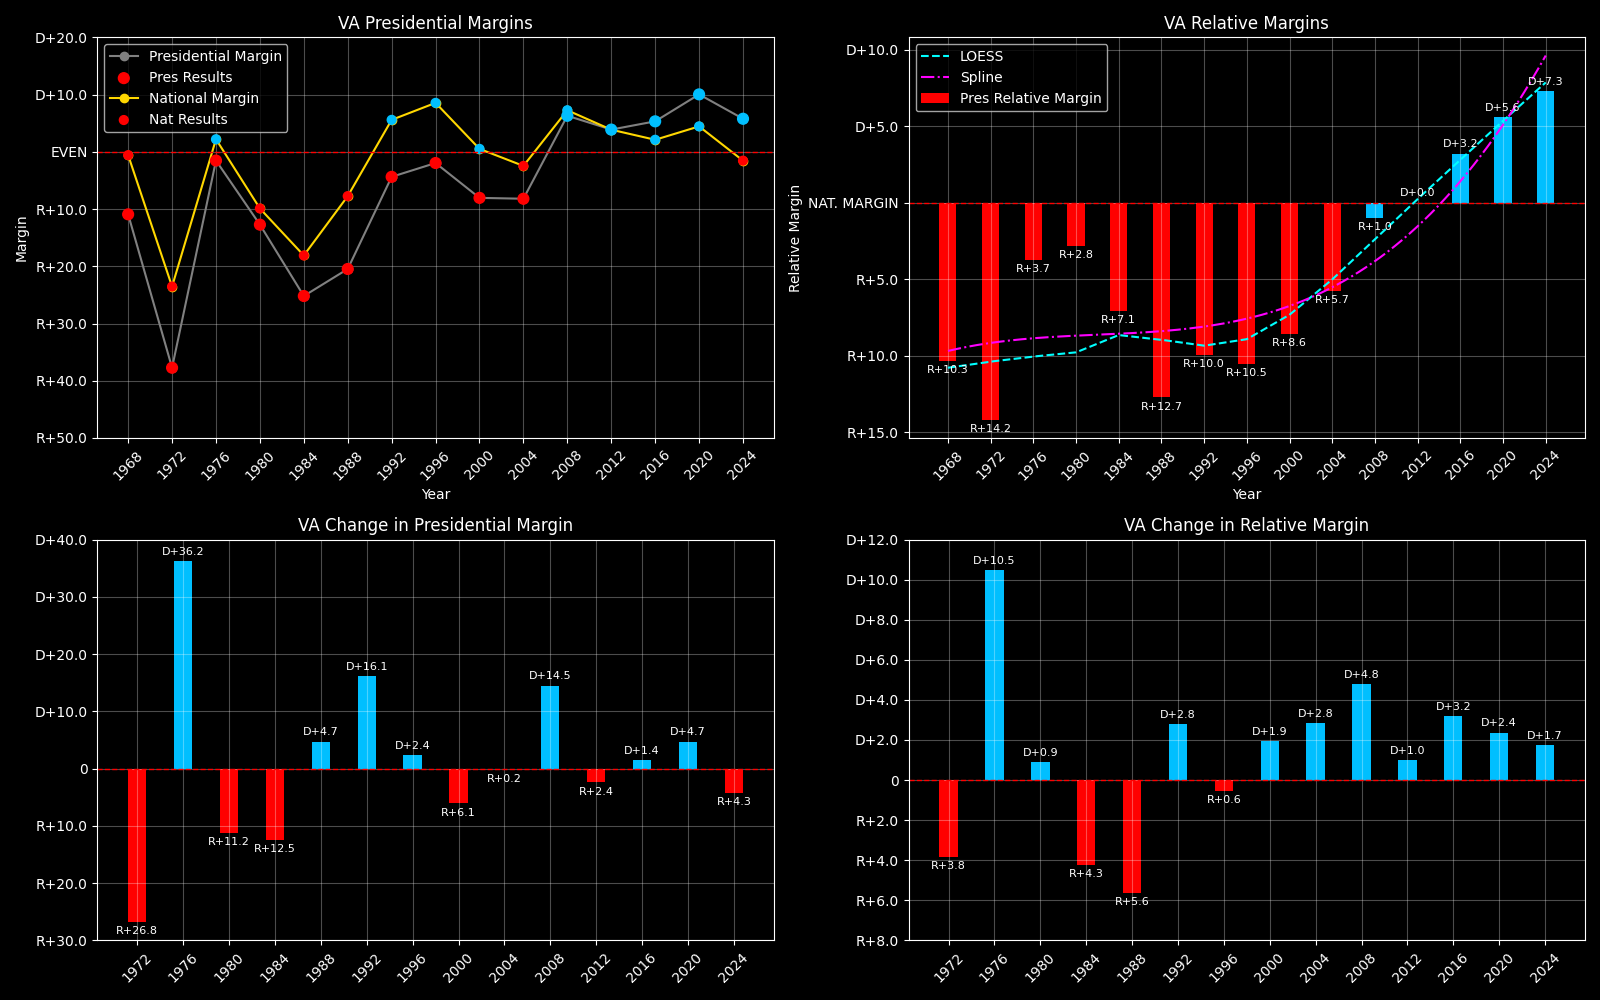 VA Presidential Margins
D+20.0
D+10.0
EVEN
R+10.0
R+20.0
R+30.0
R+40.0
R+50.0
Margin
Presidential Margin
Pres Results
National Margin
Nat Results
1968 1972 1976 1980 1984 1988 1992 1996 2000 2004 2008 2012 2016 2020 2024
Year
VA Relative Margins
D+10.0
D+5.0
NAT. MARGIN
R+5.0
R+10.0
R+15.0
Relative Margin
LOESS
Spline
Pres Relative Margin
R+10.3
R+14.2
R+3.7
R+2.8
R+7.1
R+12.7
R+10.0
R+10.5
R+8.6
R+5.7
R+1.0
D+0.0
D+3.2
D+5.6
D+7.3
1968 1972 1976 1980 1984 1988 1992 1996 2000 2004 2008 2012 2016 2020 2024
Year
VA Change in Presidential Margin
D+40.0
D+30.0
D+20.0
D+10.0
0
R+10.0
R+20.0
R+30.0
R+26.8
D+36.2
R+11.2
R+12.5
D+4.7
D+16.1
D+2.4
R+6.1
R+0.2
D+14.5
R+2.4
D+1.4
D+4.7
R+4.3
1972 1976 1980 1984 1988 1992 1996 2000 2004 2008 2012 2016 2020 2024
VA Change in Relative Margin
D+12.0
D+10.0
D+8.0
D+6.0
D+4.0
D+2.0
0
R+2.0
R+4.0
R+6.0
R+8.0
R+3.8
D+10.5
D+0.9
R+4.3
R+5.6
D+2.8
R+0.6
D+1.9
D+2.8
D+4.8
D+1.0
D+3.2
D+2.4
D+1.7
1972 1976 1980 1984 1988 1992 1996 2000 2004 2008 2012 2016 2020 2024